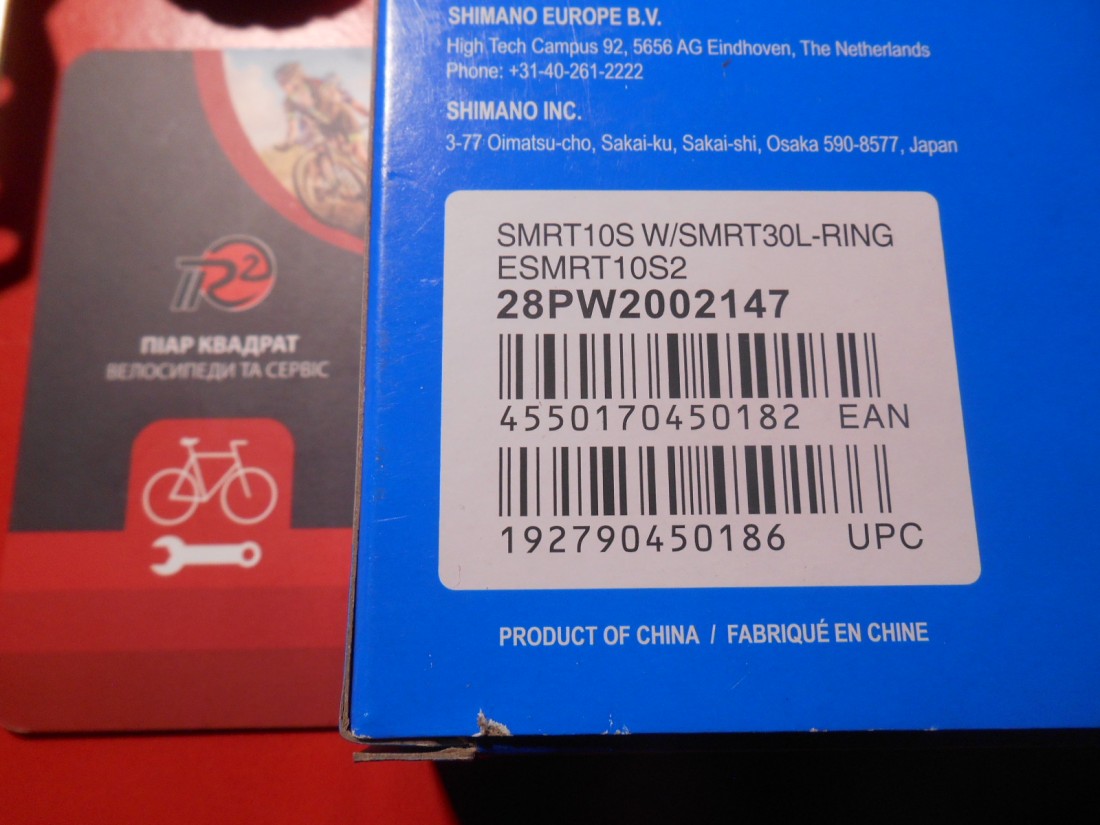 SHIMANO EUROPE B.V.
High Tech Campus 92, 5656 AG Eindhoven, The Netherlands
Phone: +31-40-261-2222
SHIMANO INC.
3-77 Oimatsu-cho, Sakai-ku, Sakai-shi, Osaka 590-8577, Japan
SMRT10S W/SMRT30L-RING
ESMRT10S2
28PW2002147
4550170450182 EAN
192790450186 UPC
PRODUCT OF CHINA / FABRIQUÉ EN CHINE
ПR2
ПІАР КВАДРАТ
ВЕЛОСИПЕДИ ТА СЕРВІС